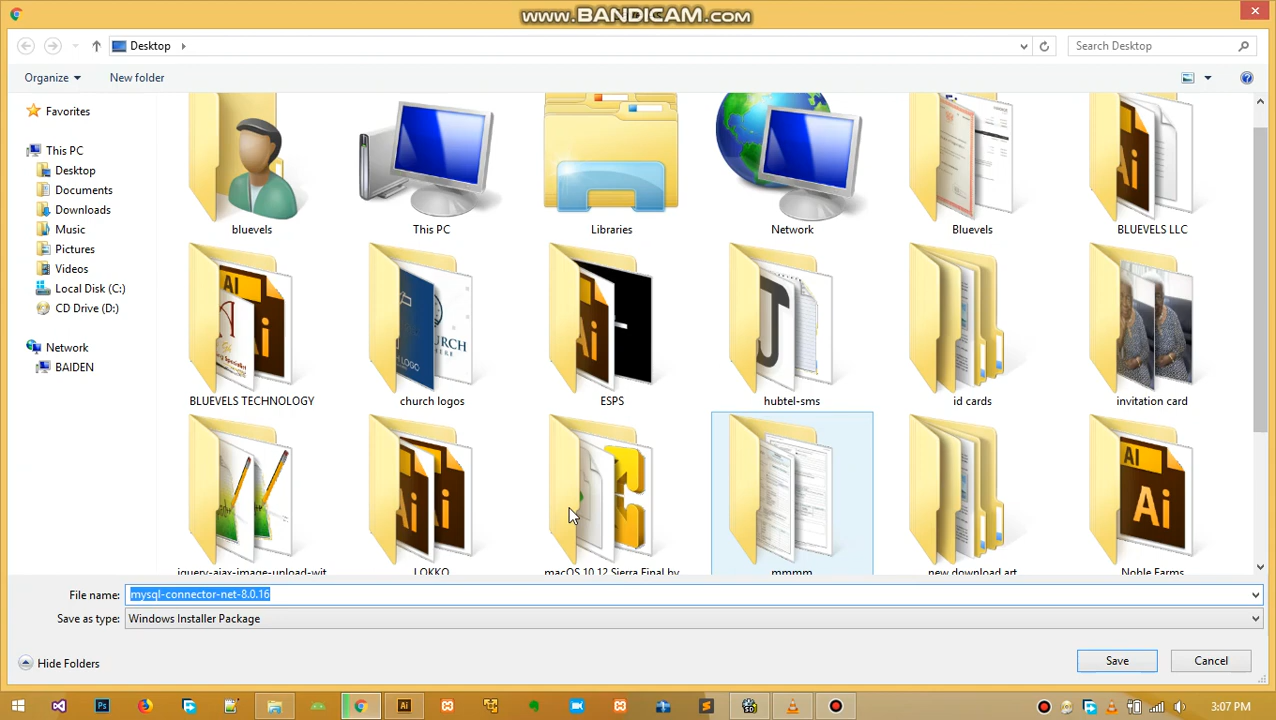 www.BANDICAM.com
Desktop
Search Desktop
Organize
New folder
Favorites
This PC
Desktop
Documents
Downloads
Music
Pictures
Videos
Local Disk (C:)
CD Drive (D:)
Network
BAIDEN
bluevels
This PC
Libraries
Network
Bluevels
BLUEVELS LLC
BLUEVELS TECHNOLOGY
church logos
ESPS
hubtel-sms
id cards
invitation card
jquery-ajax-image-upload-wit
LOKKO
macOS 10.12 Sierra Final by
mmmm
new download art
Noble Farms
File name:
mysql-connector-net-8.0.16
Save as type:
Windows Installer Package
Hide Folders
Save
Cancel
3:07 PM